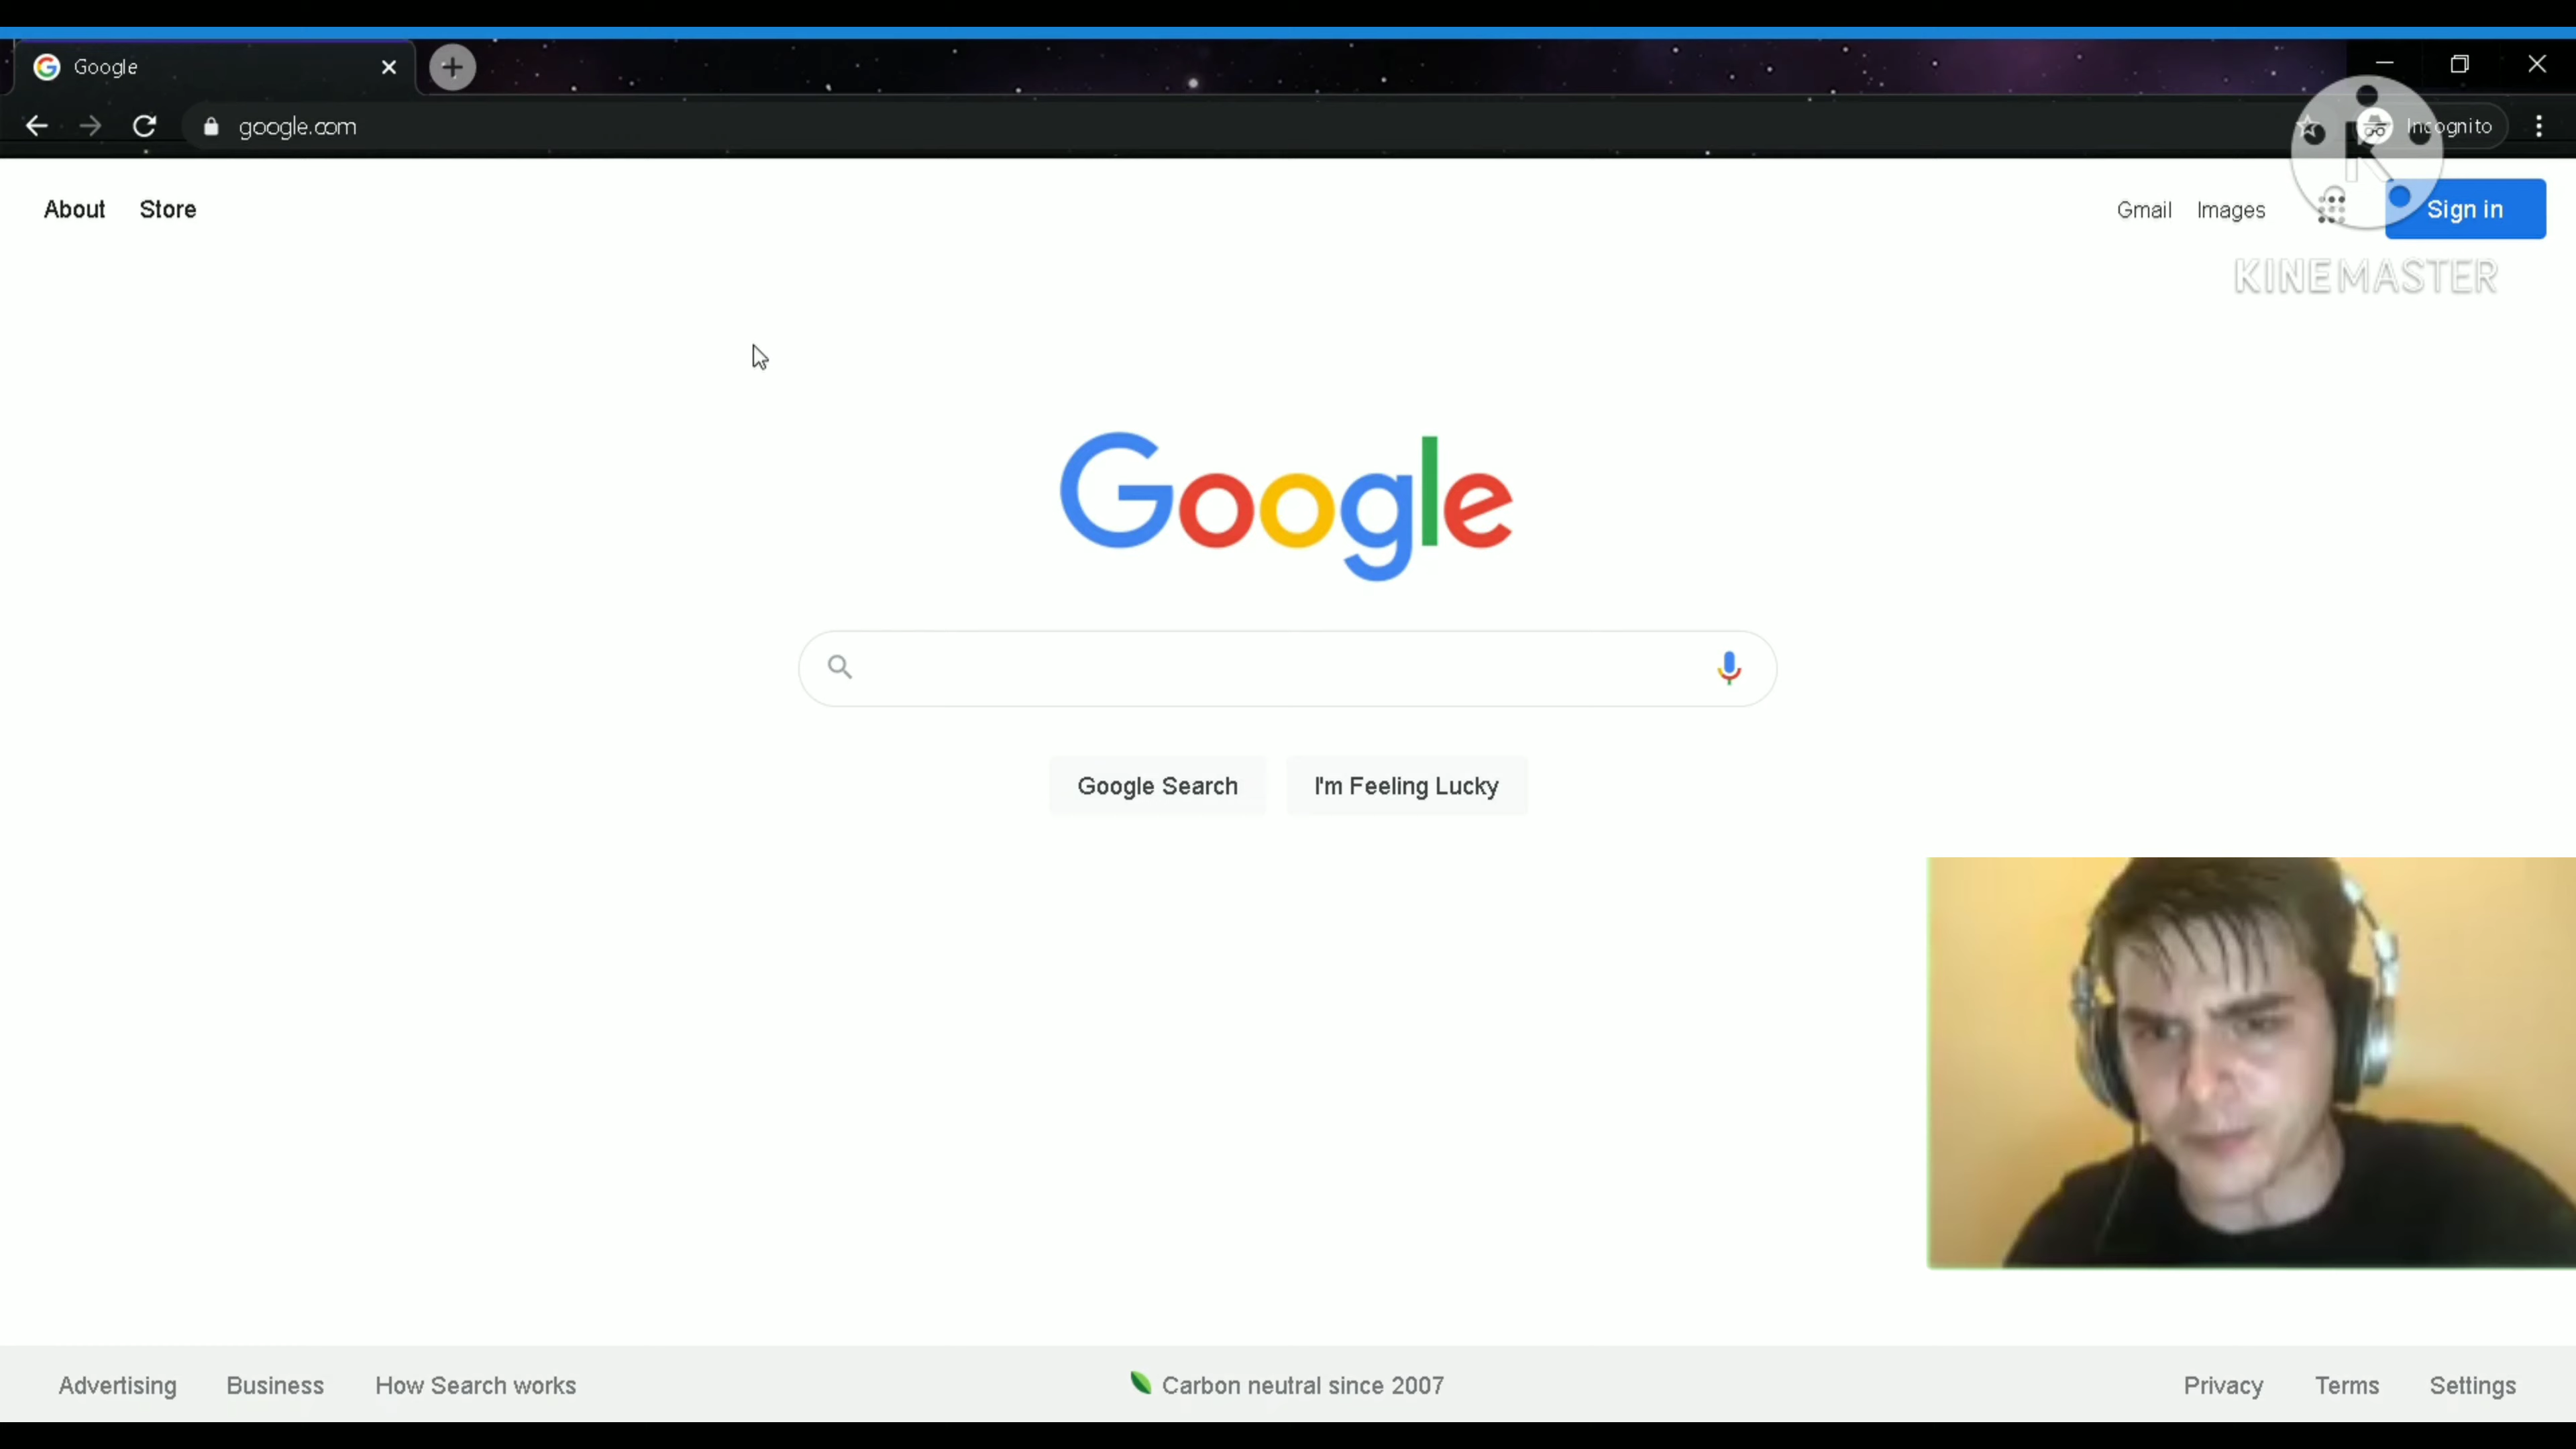 Google
google.com
Incognito
About Store
Gmail Images Sign in
KINEMASTER
Google
Google Search I'm Feeling Lucky
Advertising Business How Search works Carbon neutral since 2007 Privacy Terms Settings